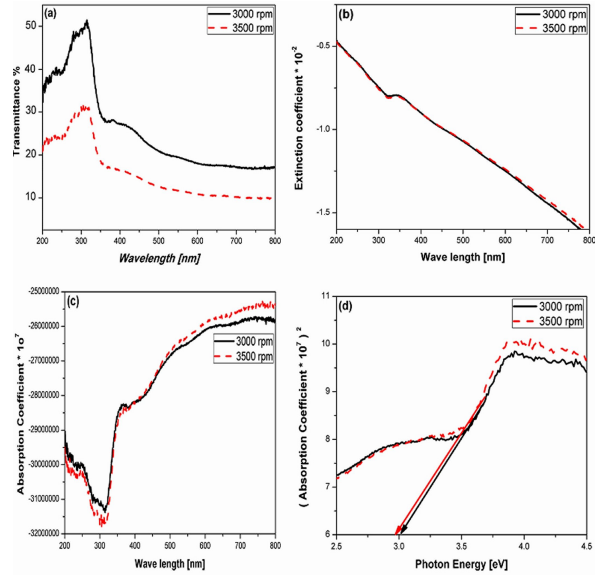 (a)
3000 rpm
3500 rpm
Transmittance %
50
40
30
20
10
200 300 400 500 600 700 800
Wavelength [nm]
(b)
3000 rpm
3500 rpm
Extinction coefficient * 10-2
-0.5
-1.0
-1.5
200 300 400 500 600 700 800
Wave length [nm]
(c)
3000 rpm
3500 rpm
Absorption Coefficient * 1o7
-25000000
-26000000
-27000000
-28000000
-29000000
-30000000
-31000000
-32000000
200 300 400 500 600 700 800
Wave length [nm]
(d)
3000 rpm
3500 rpm
( Absorption Coefficient * 107 ) 2
11
10
9
8
7
6
2.5 3.0 3.5 4.0 4.5
Photon Energy [eV]